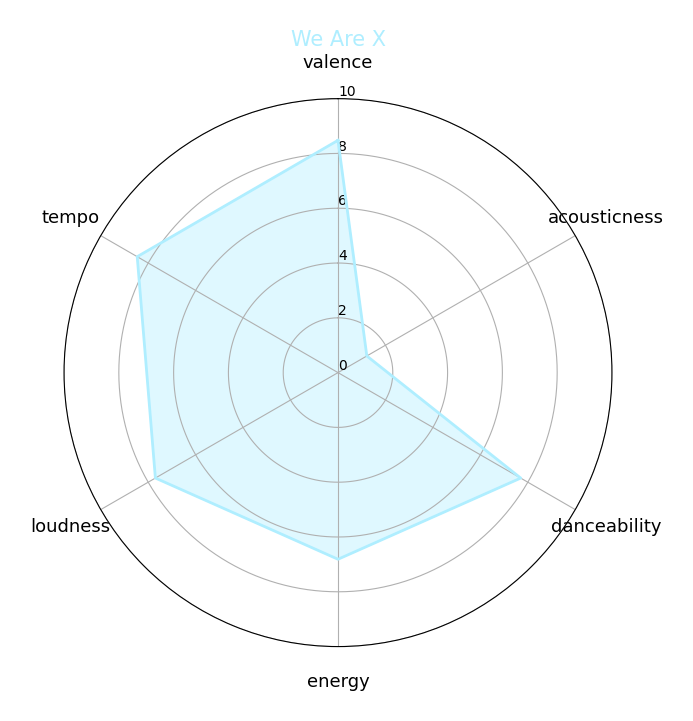 We Are X
valence
10
8
6
tempo
acousticness
4
2
0
loudness
danceability
energy